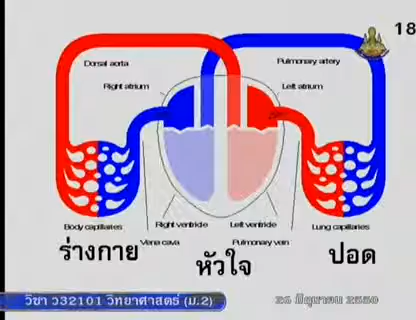 18
Dorsal aorta
Pulmonary artery
Right atrium
Left atrium
Body capillaries
Right ventricle
Left ventricle
Lung capillaries
Vena cava
Pulmonary vein
ร่างกาย
หัวใจ
ปอด
วิชา ว32101 วิทยาศาสตร์ (ม.2)
25 มิถุนาคม 2550